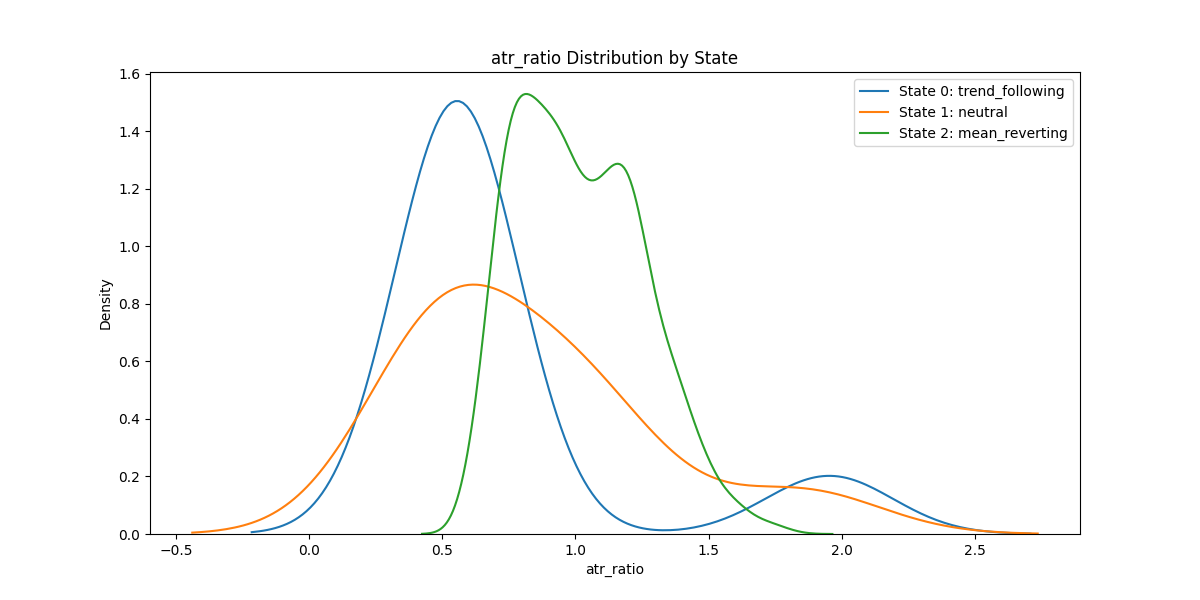 atr_ratio Distribution by State
State 0: trend_following
State 1: neutral
State 2: mean_reverting
Density
1.6
1.4
1.2
1.0
0.8
0.6
0.4
0.2
0.0
−0.5 0.0 0.5 1.0 1.5 2.0 2.5
atr_ratio